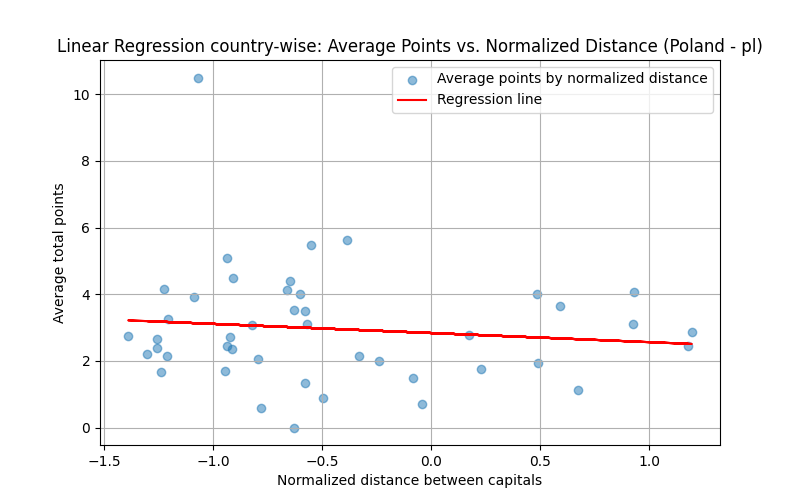 Linear Regression country-wise: Average Points vs. Normalized Distance (Poland - pl)
Average points by normalized distance
Regression line
Average total points
10
8
6
4
2
0
−1.5
−1.0
−0.5
0.0
0.5
1.0
Normalized distance between capitals